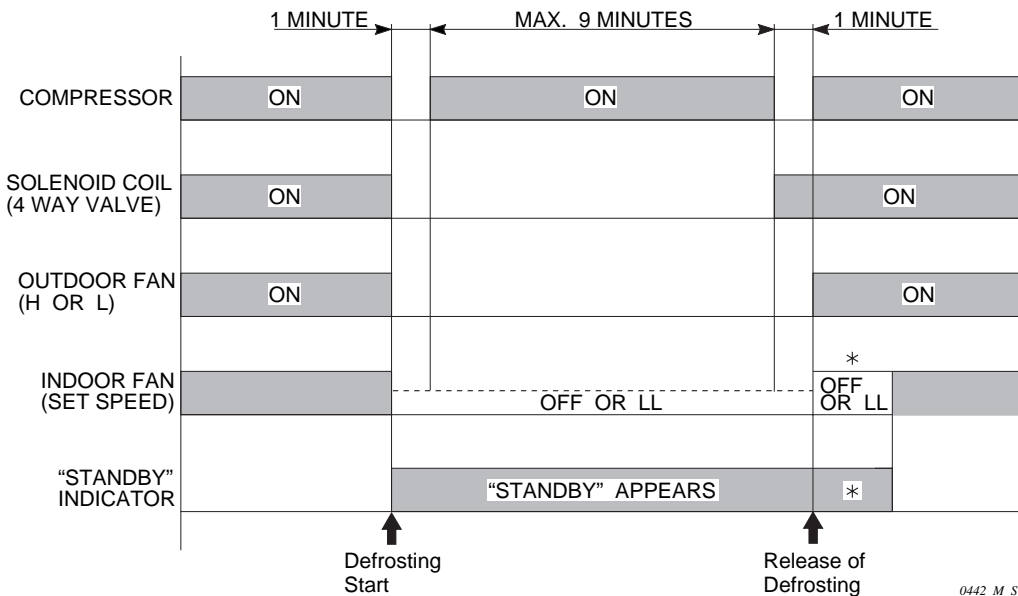 1 MINUTE MAX. 9 MINUTES 1 MINUTE
COMPRESSOR ON ON ON
SOLENOID COIL
(4 WAY VALVE) ON ON
OUTDOOR FAN
(H OR L) ON ON
*
INDOOR FAN
(SET SPEED) OFF OR LL OFF
OR LL
“STANDBY”
INDICATOR “STANDBY” APPEARS *
Defrosting
Start
Release of
Defrosting
0442_M_S